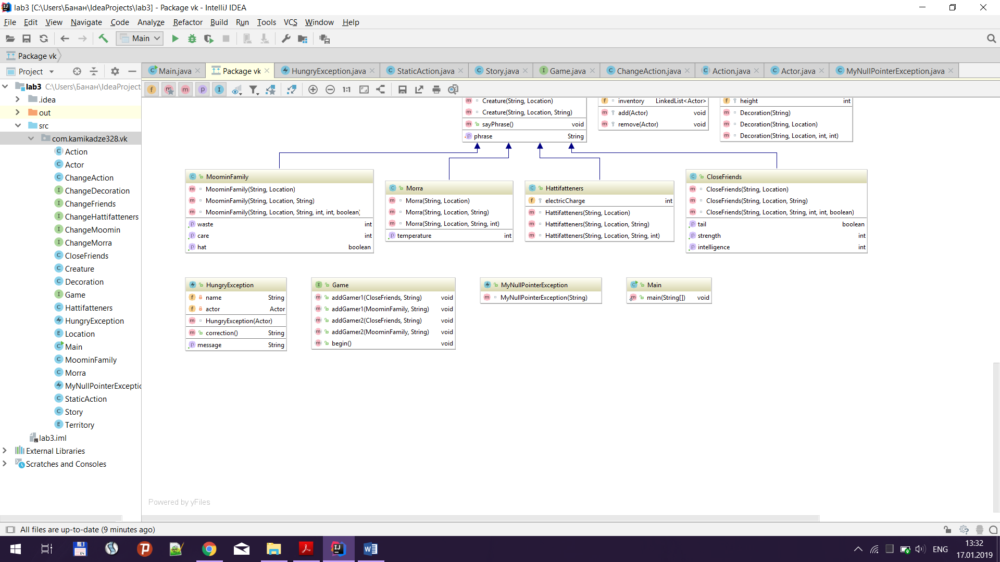 lab3 [C:\Users\Банан\IdeaProjects\lab3] - Package vk - IntelliJ IDEA
File Edit View Navigate Code Analyze Refactor Build Run Tools VCS Window Help
Main
Package vk
Project
Main.java Package vk HungryException.java StaticAction.java Story.java Game.java ChangeAction.java Action.java Actor.java MyNullPointerException.java
lab3 C:\Users\Банан\IdeaProject
.idea
out
src
com.kamikadze328.vk
Action
Actor
ChangeAction
ChangeDecoration
ChangeFriends
ChangeHattifatteners
ChangeMoomin
ChangeMorra
CloseFriends
Creature
Decoration
Game
Hattifatteners
HungryException
Location
Main
MoominFamily
Morra
MyNullPointerExceptio
StaticAction
Story
Territory
lab3.iml
External Libraries
Scratches and Consoles
1:1
Creature(String, Location)
Creature(String, Location, String)
sayPhrase() void
phrase String
inventory LinkedList<Actor>
add(Actor) void
remove(Actor) void
height int
Decoration(String)
Decoration(String, Location)
Decoration(String, Location, int, int)
MoominFamily
MoominFamily(String, Location)
MoominFamily(String, Location, String)
MoominFamily(String, Location, String, int, int, boolean)
waste int
care int
hat boolean
Morra
Morra(String, Location)
Morra(String, Location, String)
Morra(String, Location, String, int)
temperature int
Hattifatteners
electricCharge int
Hattifatteners(String, Location)
Hattifatteners(String, Location, String)
Hattifatteners(String, Location, String, int)
CloseFriends
CloseFriends(String, Location)
CloseFriends(String, Location, String)
CloseFriends(String, Location, String, int, int, boolean)
tail boolean
strength int
intelligence int
HungryException
name String
actor Actor
HungryException(Actor)
correction() String
message String
Game
addGamer1(CloseFriends, String) void
addGamer1(MoominFamily, String) void
addGamer2(CloseFriends, String) void
addGamer2(MoominFamily, String) void
begin() void
MyNullPointerException
MyNullPointerException(String)
Main
main(String[]) void
Powered by yFiles
All files are up-to-date (9 minutes ago)
ENG
13:32
17.01.2019